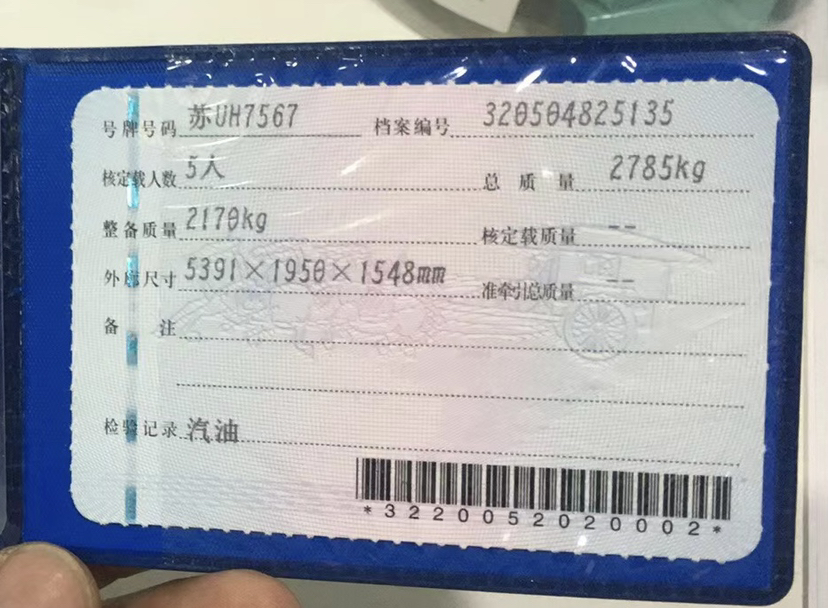 号牌号码 苏UH7567 档案编号 320504825135
核定载人数 5人 总质量 2785kg
整备质量 2170kg 核定载质量 --
外廓尺寸 5391×1950×1548mm 准牵引总质量 --
备注
检验记录 汽油
*3220052020002*